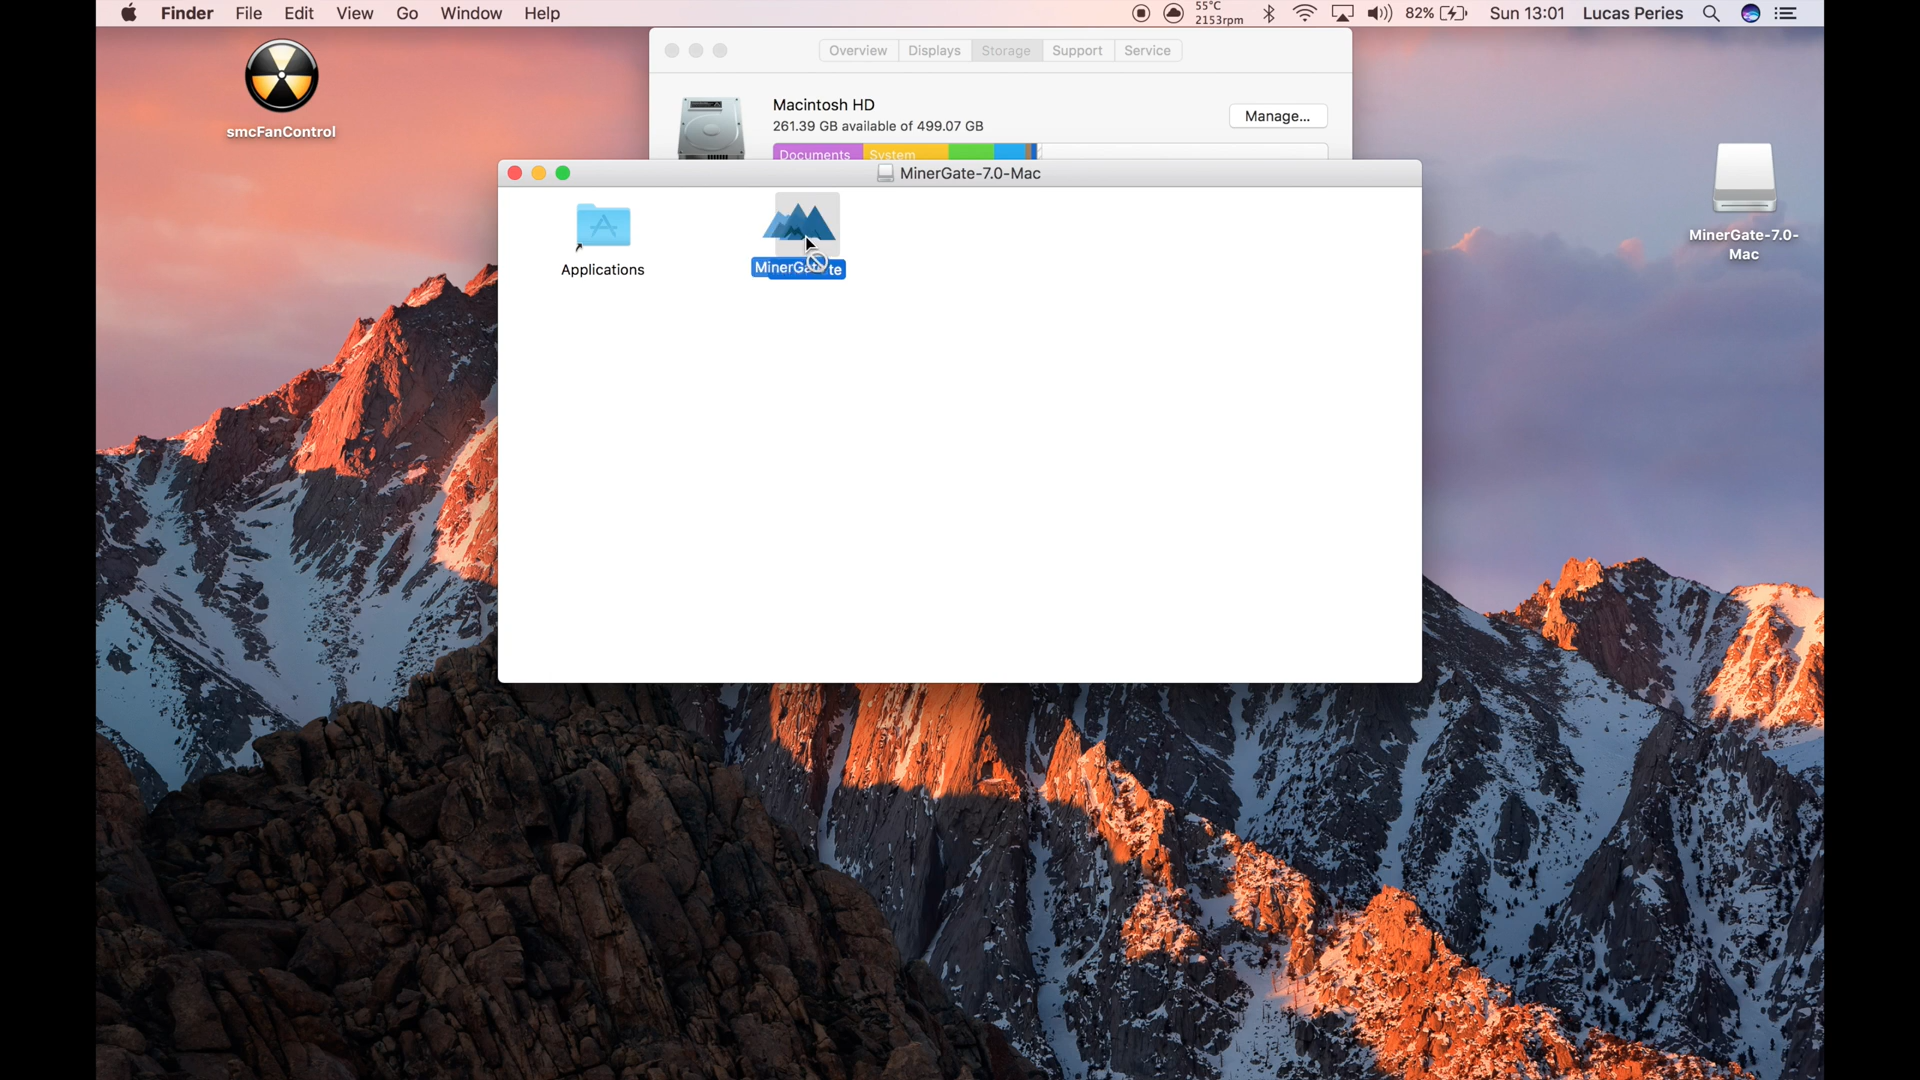 Finder File Edit View Go Window Help
55°C
2153rpm
82%
Sun 13:01
Lucas Peries
smcFanControl
Overview Displays Storage Support Service
Macintosh HD
261.39 GB available of 499.07 GB
Manage...
Documents System
MinerGate-7.0-Mac
Applications
MinerGate
MinerGate-7.0-
Mac